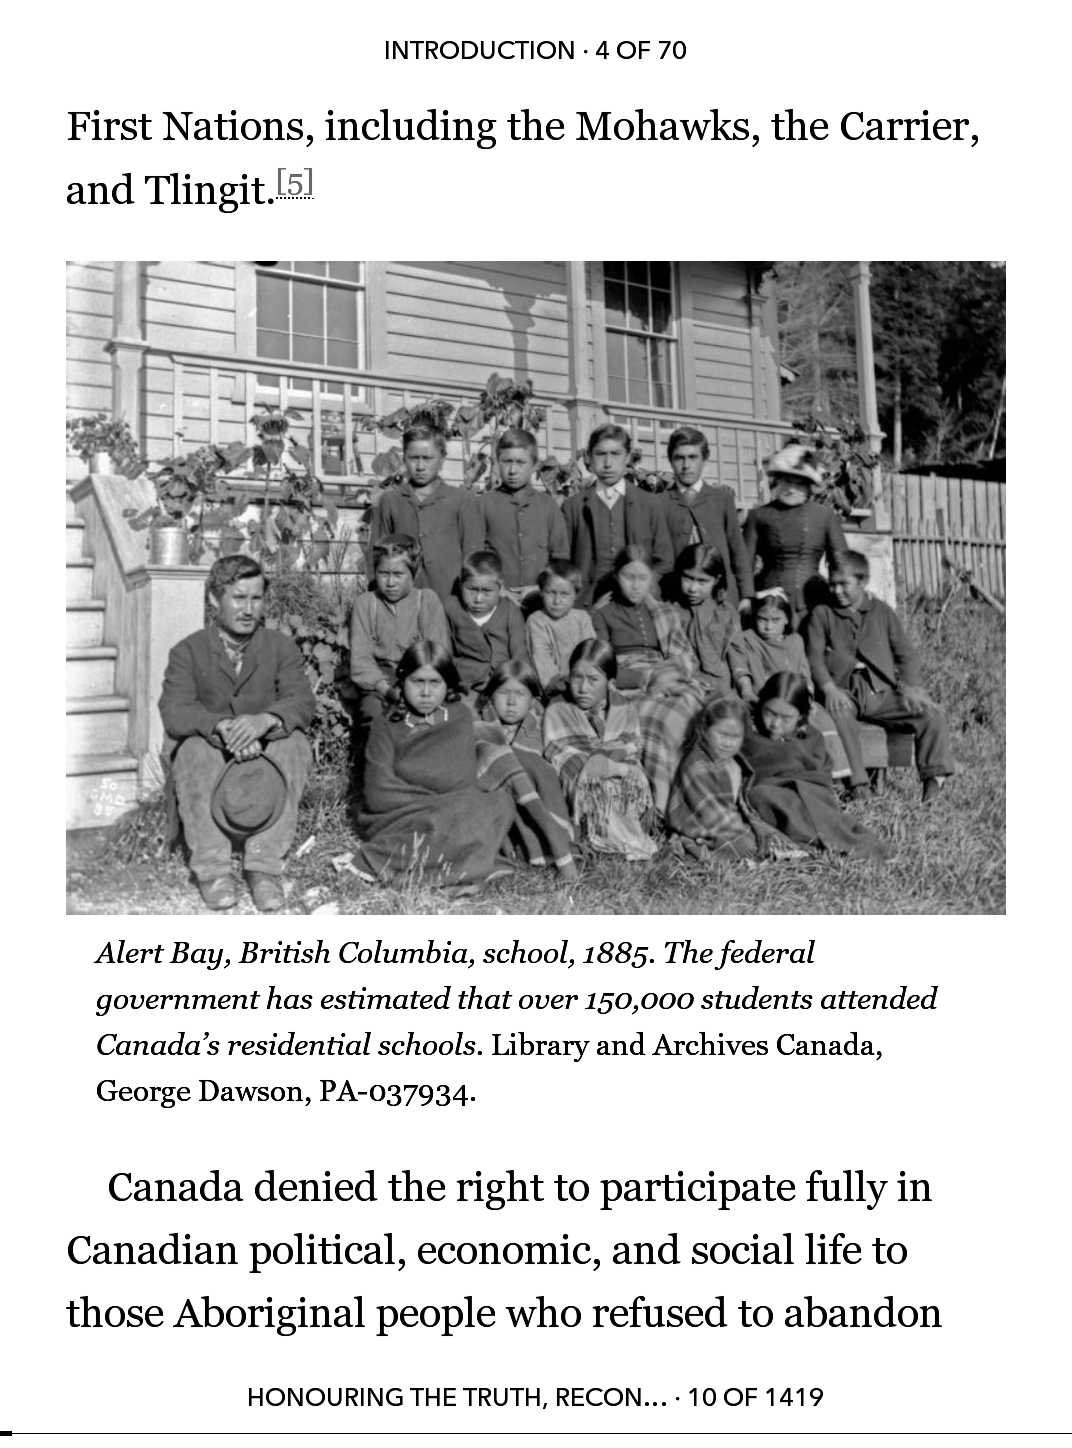 INTRODUCTION · 4 OF 70
First Nations, including the Mohawks, the Carrier,
and Tlingit.[5]
50
GMD
85
Alert Bay, British Columbia, school, 1885. The federal
government has estimated that over 150,000 students attended
Canada’s residential schools. Library and Archives Canada,
George Dawson, PA-037934.
Canada denied the right to participate fully in
Canadian political, economic, and social life to
those Aboriginal people who refused to abandon
HONOURING THE TRUTH, RECON... · 10 OF 1419